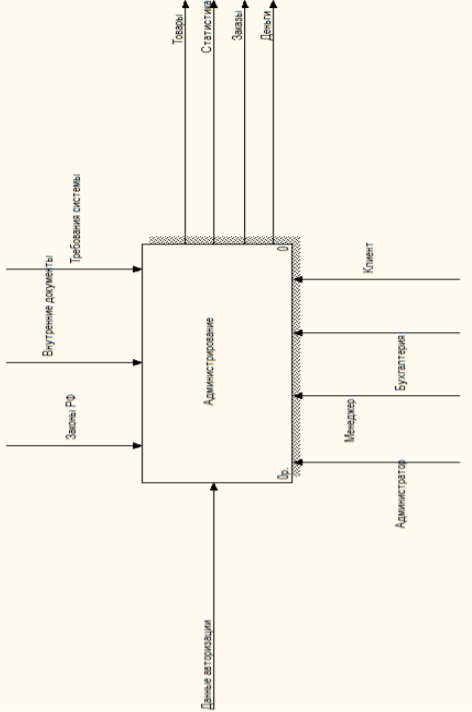 Законы РФ
Внутренние документы
Требования системы
Данные авторизации
Администрирование
0р.
0
Товары
Статистика
Заказы
Деньги
Администратор
Менеджер
Бухгалтерия
Клиент